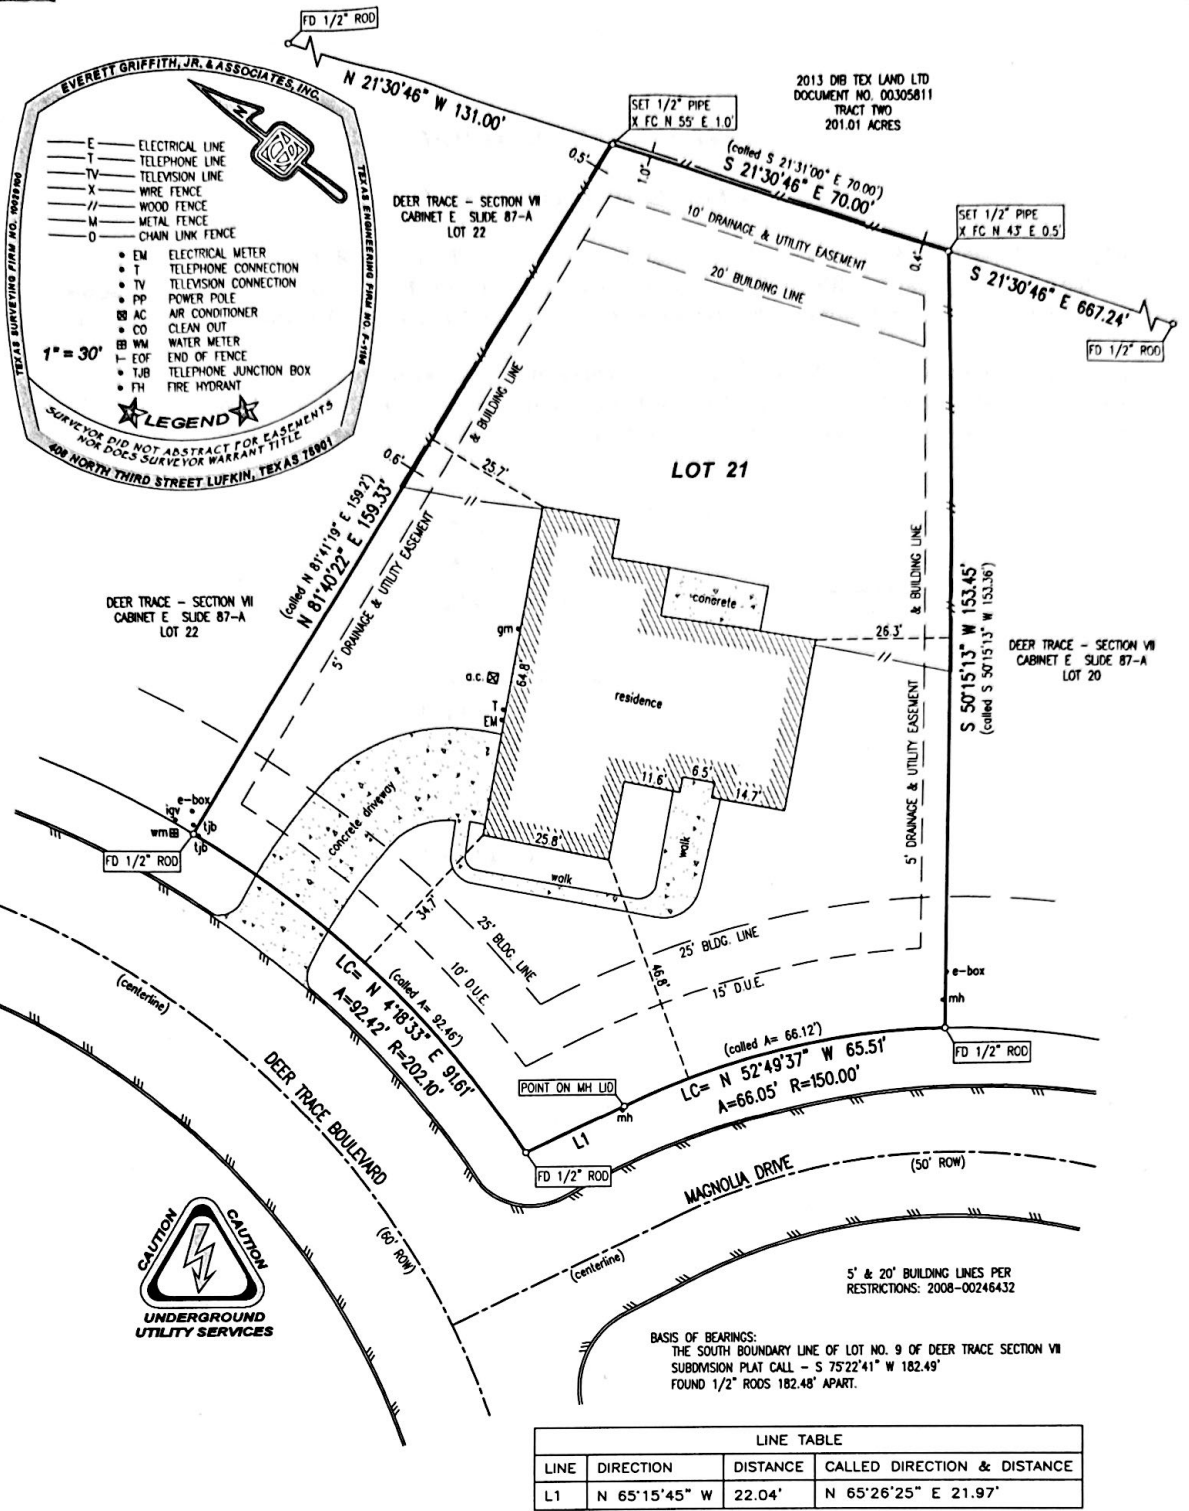 FD 1/2" ROD
N 21°30'46" W 131.00'
2013 DIB TEX LAND LTD
DOCUMENT NO. 00305811
TRACT TWO
201.01 ACRES
SET 1/2" PIPE
X FC N 55° E 1.0'
(called S 21°31'00" E 70.00')
S 21°30'46" E 70.00'
0.5'
1.0'
SET 1/2" PIPE
X FC N 43° E 0.5'
0.4'
S 21°30'46" E 667.24'
FD 1/2" ROD
EVERETT GRIFFITH, JR. & ASSOCIATES, INC.
TEXAS SURVEYING FIRM NO. 10029100
TEXAS ENGINEERING FIRM NO. F-1156
N
E ELECTRICAL LINE
T TELEPHONE LINE
TV TELEVISION LINE
X WIRE FENCE
// WOOD FENCE
M METAL FENCE
O CHAIN LINK FENCE
EM ELECTRICAL METER
T TELEPHONE CONNECTION
TV TELEVISION CONNECTION
PP POWER POLE
AC AIR CONDITIONER
CO CLEAN OUT
WM WATER METER
EOF END OF FENCE
TJB TELEPHONE JUNCTION BOX
FH FIRE HYDRANT
1" = 30'
LEGEND
SURVEYOR DID NOT ABSTRACT FOR EASEMENTS
NOR DOES SURVEYOR WARRANT TITLE
408 NORTH THIRD STREET LUFKIN, TEXAS 75901
DEER TRACE - SECTION VII
CABINET E SLIDE 87-A
LOT 22
10' DRAINAGE & UTILITY EASEMENT
20' BUILDING LINE
& BUILDING LINE
5' DRAINAGE & UTILITY EASEMENT
0.6'
25.7'
LOT 21
(called N 81°41'19" E 159.2')
N 81°40'22" E 159.33'
DEER TRACE - SECTION VII
CABINET E SLIDE 87-A
LOT 22
& BUILDING LINE
5' DRAINAGE & UTILITY EASEMENT
S 50°15'13" W 153.45'
(called S 50°15'13" W 153.36')
DEER TRACE - SECTION VII
CABINET E SLIDE 87-A
LOT 20
concrete
26.3'
gm
64.8'
a.c.
T
EM
residence
11.6'
6.5'
14.7'
25.8'
walk
walk
concrete driveway
34.7'
46.8'
e-box
igv
wm
tjb
tjb
FD 1/2" ROD
25' BLDG. LINE
10' D.U.E.
25' BLDG. LINE
15' D.U.E.
e-box
mh
(called A= 92.46')
LC= N 4°18'33" E 91.61'
A=92.42' R=202.10'
(called A= 66.12')
LC= N 52°49'37" W 65.51'
A=66.05' R=150.00'
FD 1/2" ROD
POINT ON MH LID
mh
L1
FD 1/2" ROD
(centerline)
DEER TRACE BOULEVARD
(60' ROW)
MAGNOLIA DRIVE
(50' ROW)
(centerline)
CAUTION
CAUTION
UNDERGROUND
UTILITY SERVICES
5' & 20' BUILDING LINES PER
RESTRICTIONS: 2008-00246432
BASIS OF BEARINGS:
THE SOUTH BOUNDARY LINE OF LOT NO. 9 OF DEER TRACE SECTION VII
SUBDIVISION PLAT CALL - S 75°22'41" W 182.49'
FOUND 1/2" RODS 182.48' APART.
LINE TABLE
LINE DIRECTION DISTANCE CALLED DIRECTION & DISTANCE
L1 N 65°15'45" W 22.04' N 65°26'25" E 21.97'